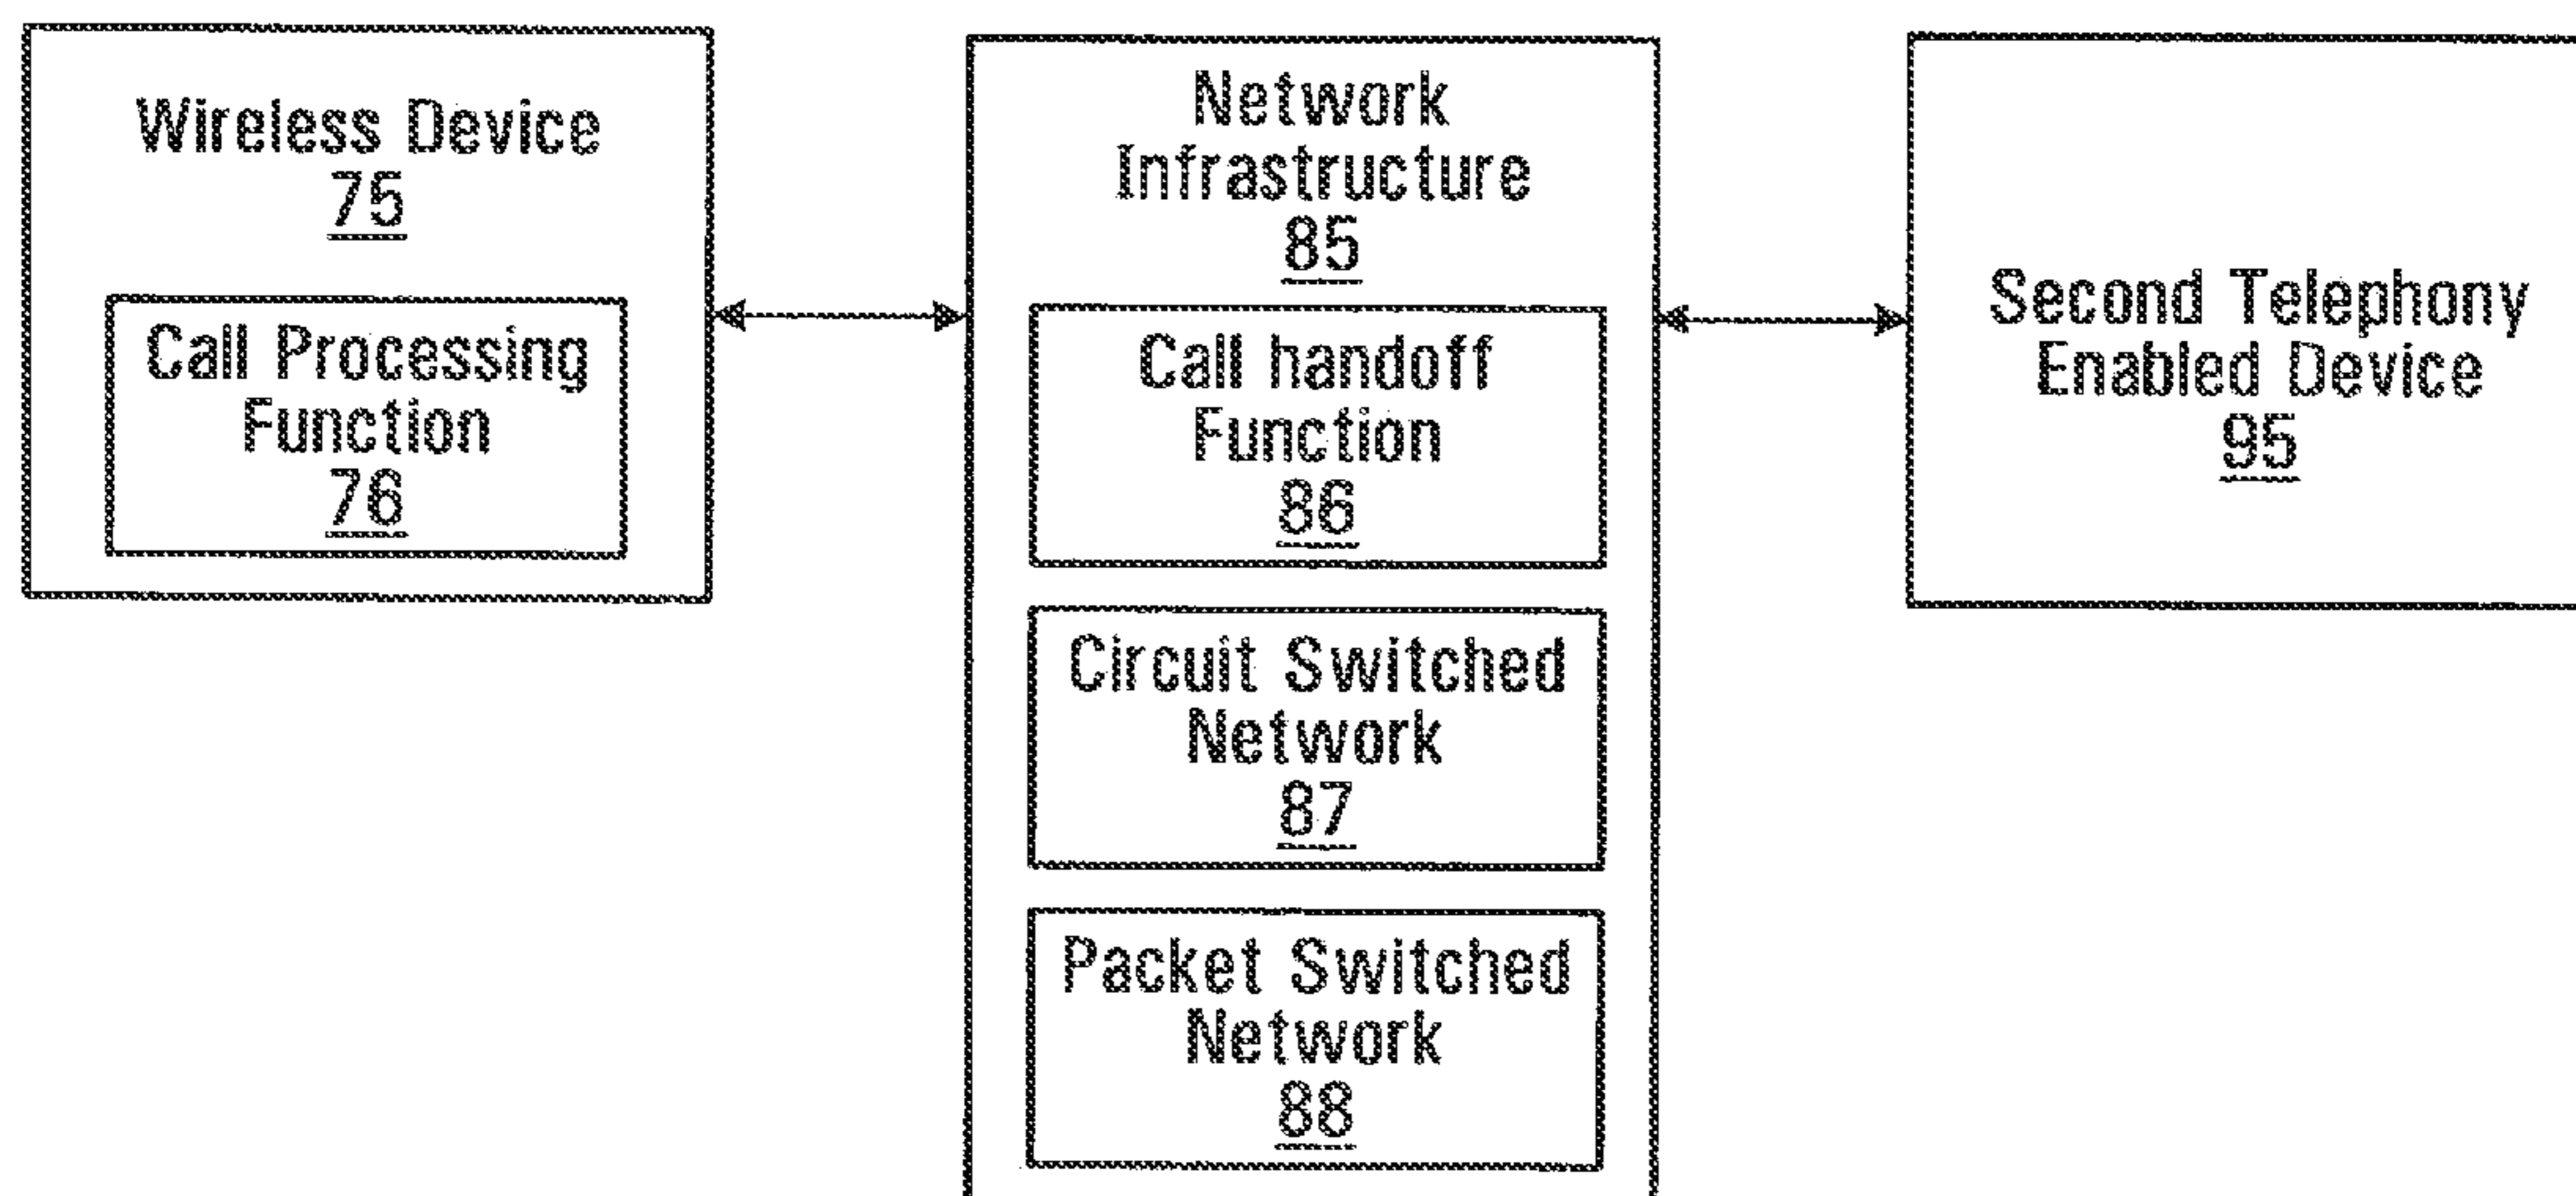 Wireless Device
75
Call Processing
Function
76
Network
Infrastructure
85
Call handoff
Function
86
Circuit Switched
Network
87
Packet Switched
Network
88
Second Telephony
Enabled Device
95